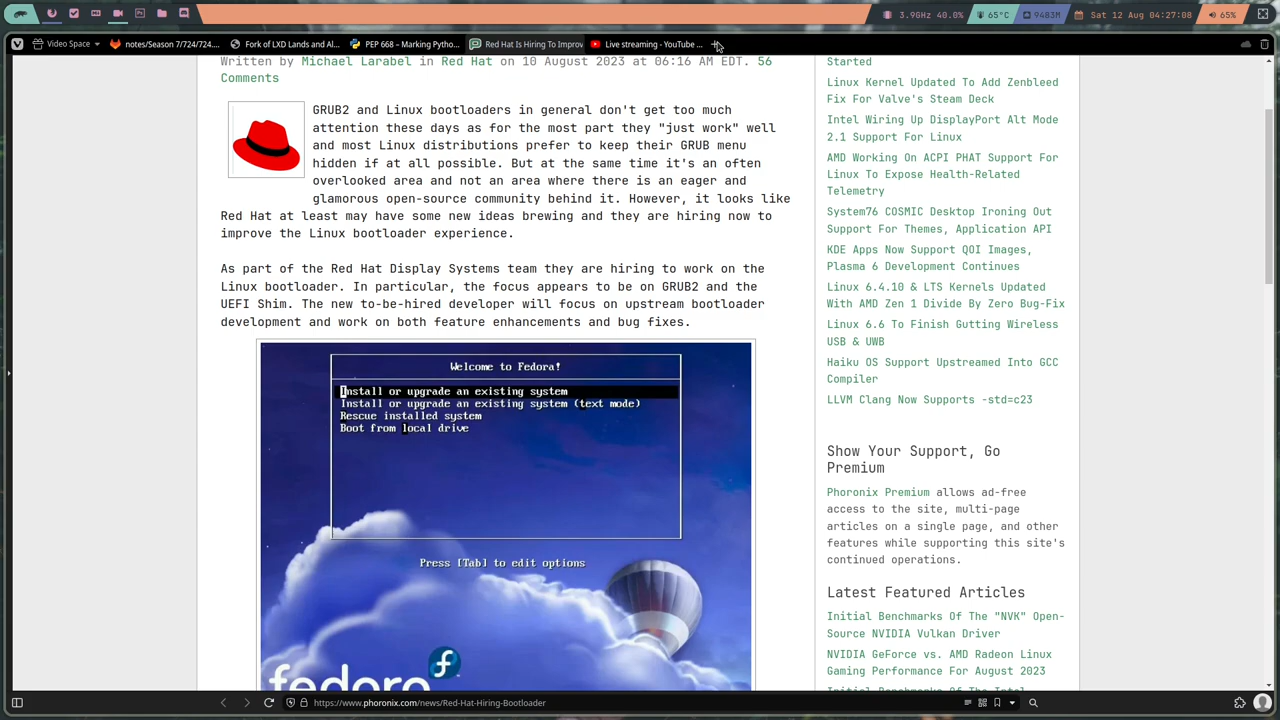 3.9GHz 40.0%
65°C
9483M
Sat 12 Aug 04:27:08
65%
Video Space
notes/Season 7/724/724....
Fork of LXD Lands and Al...
PEP 668 – Marking Pytho...
Red Hat Is Hiring To Improv
Live streaming - YouTube ...
Written by Michael Larabel in Red Hat on 10 August 2023 at 06:16 AM EDT. 56
Comments
GRUB2 and Linux bootloaders in general don't get too much
attention these days as for the most part they "just work" well
and most Linux distributions prefer to keep their GRUB menu
hidden if at all possible. But at the same time it's an often
overlooked area and not an area where there is an eager and
glamorous open-source community behind it. However, it looks like
Red Hat at least may have some new ideas brewing and they are hiring now to
improve the Linux bootloader experience.
As part of the Red Hat Display Systems team they are hiring to work on the
Linux bootloader. In particular, the focus appears to be on GRUB2 and the
UEFI Shim. The new to-be-hired developer will focus on upstream bootloader
development and work on both feature enhancements and bug fixes.
Welcome to Fedora!
Install or upgrade an existing system
Install or upgrade an existing system (text mode)
Rescue installed system
Boot from local drive
Press [Tab] to edit options
fedora
Started
Linux Kernel Updated To Add Zenbleed
Fix For Valve's Steam Deck
Intel Wiring Up DisplayPort Alt Mode
2.1 Support For Linux
AMD Working On ACPI PHAT Support For
Linux To Expose Health-Related
Telemetry
System76 COSMIC Desktop Ironing Out
Support For Themes, Application API
KDE Apps Now Support QOI Images,
Plasma 6 Development Continues
Linux 6.4.10 & LTS Kernels Updated
With AMD Zen 1 Divide By Zero Bug-Fix
Linux 6.6 To Finish Gutting Wireless
USB & UWB
Haiku OS Support Upstreamed Into GCC
Compiler
LLVM Clang Now Supports -std=c23
Show Your Support, Go
Premium
Phoronix Premium allows ad-free
access to the site, multi-page
articles on a single page, and other
features while supporting this site's
continued operations.
Latest Featured Articles
Initial Benchmarks Of The "NVK" Open-
Source NVIDIA Vulkan Driver
NVIDIA GeForce vs. AMD Radeon Linux
Gaming Performance For August 2023
Initial Benchmarks Of The Intel
https://www.phoronix.com/news/Red-Hat-Hiring-Bootloader